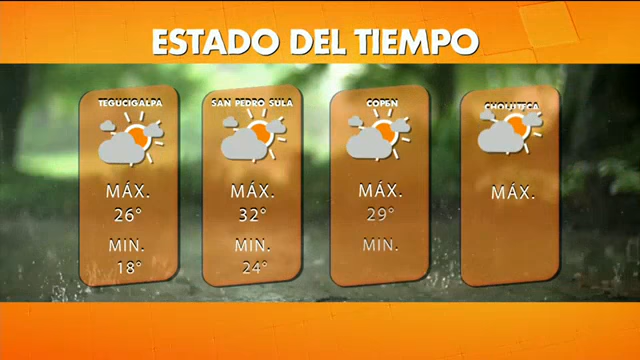 ESTADO DEL TIEMPO
TEGUCIGALPA
MÁX.
26°
MIN.
18°
SAN PEDRO SULA
MÁX.
32°
MIN.
24°
COPEN
MÁX.
29°
MIN.
CHOLUTECA
MÁX.